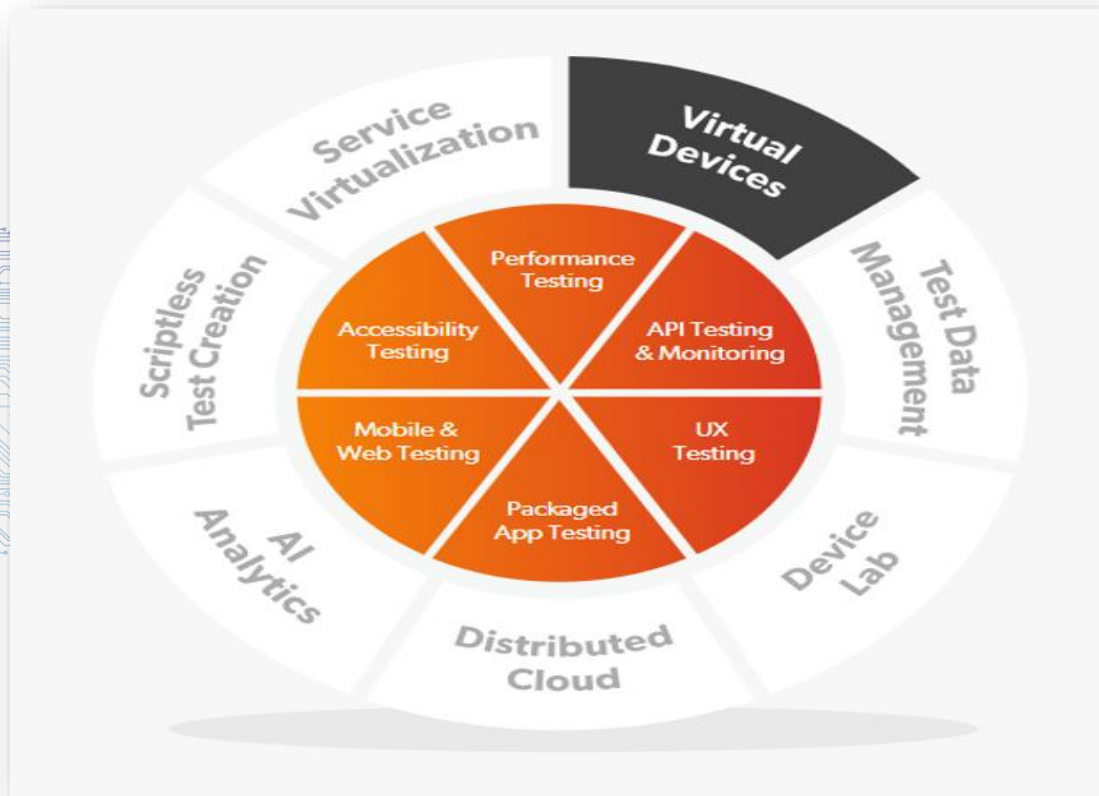 Service
Virtualization
Virtual
Devices
Test Data
Management
Device
Lab
Distributed
Cloud
AI
Analytics
Scriptless
Test Creation
Performance
Testing
API Testing
& Monitoring
UX
Testing
Packaged
App Testing
Mobile &
Web Testing
Accessibility
Testing